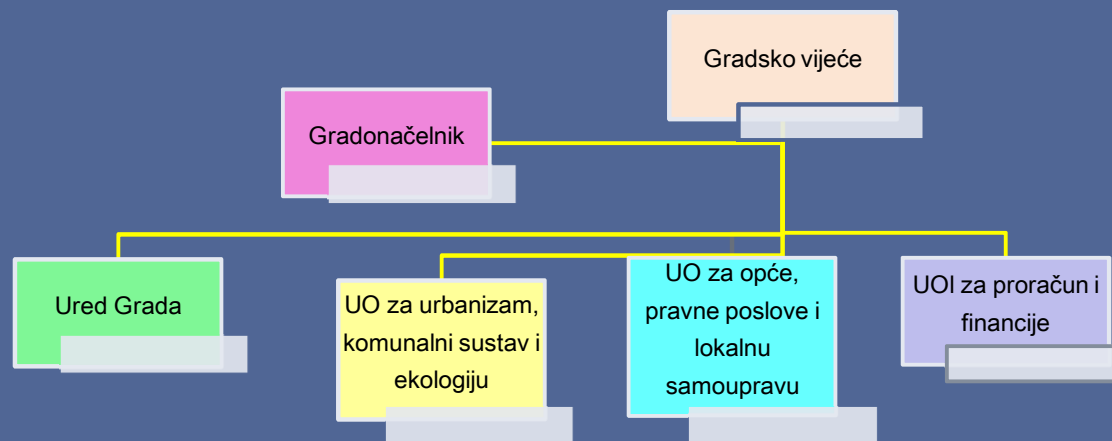 Gradsko vijeće
Gradonačelnik
Ured Grada
UO za urbanizam,
komunalni sustav i
ekologiju
UO za opće,
pravne poslove i
lokalnu
samoupravu
UOI za proračun i
financije